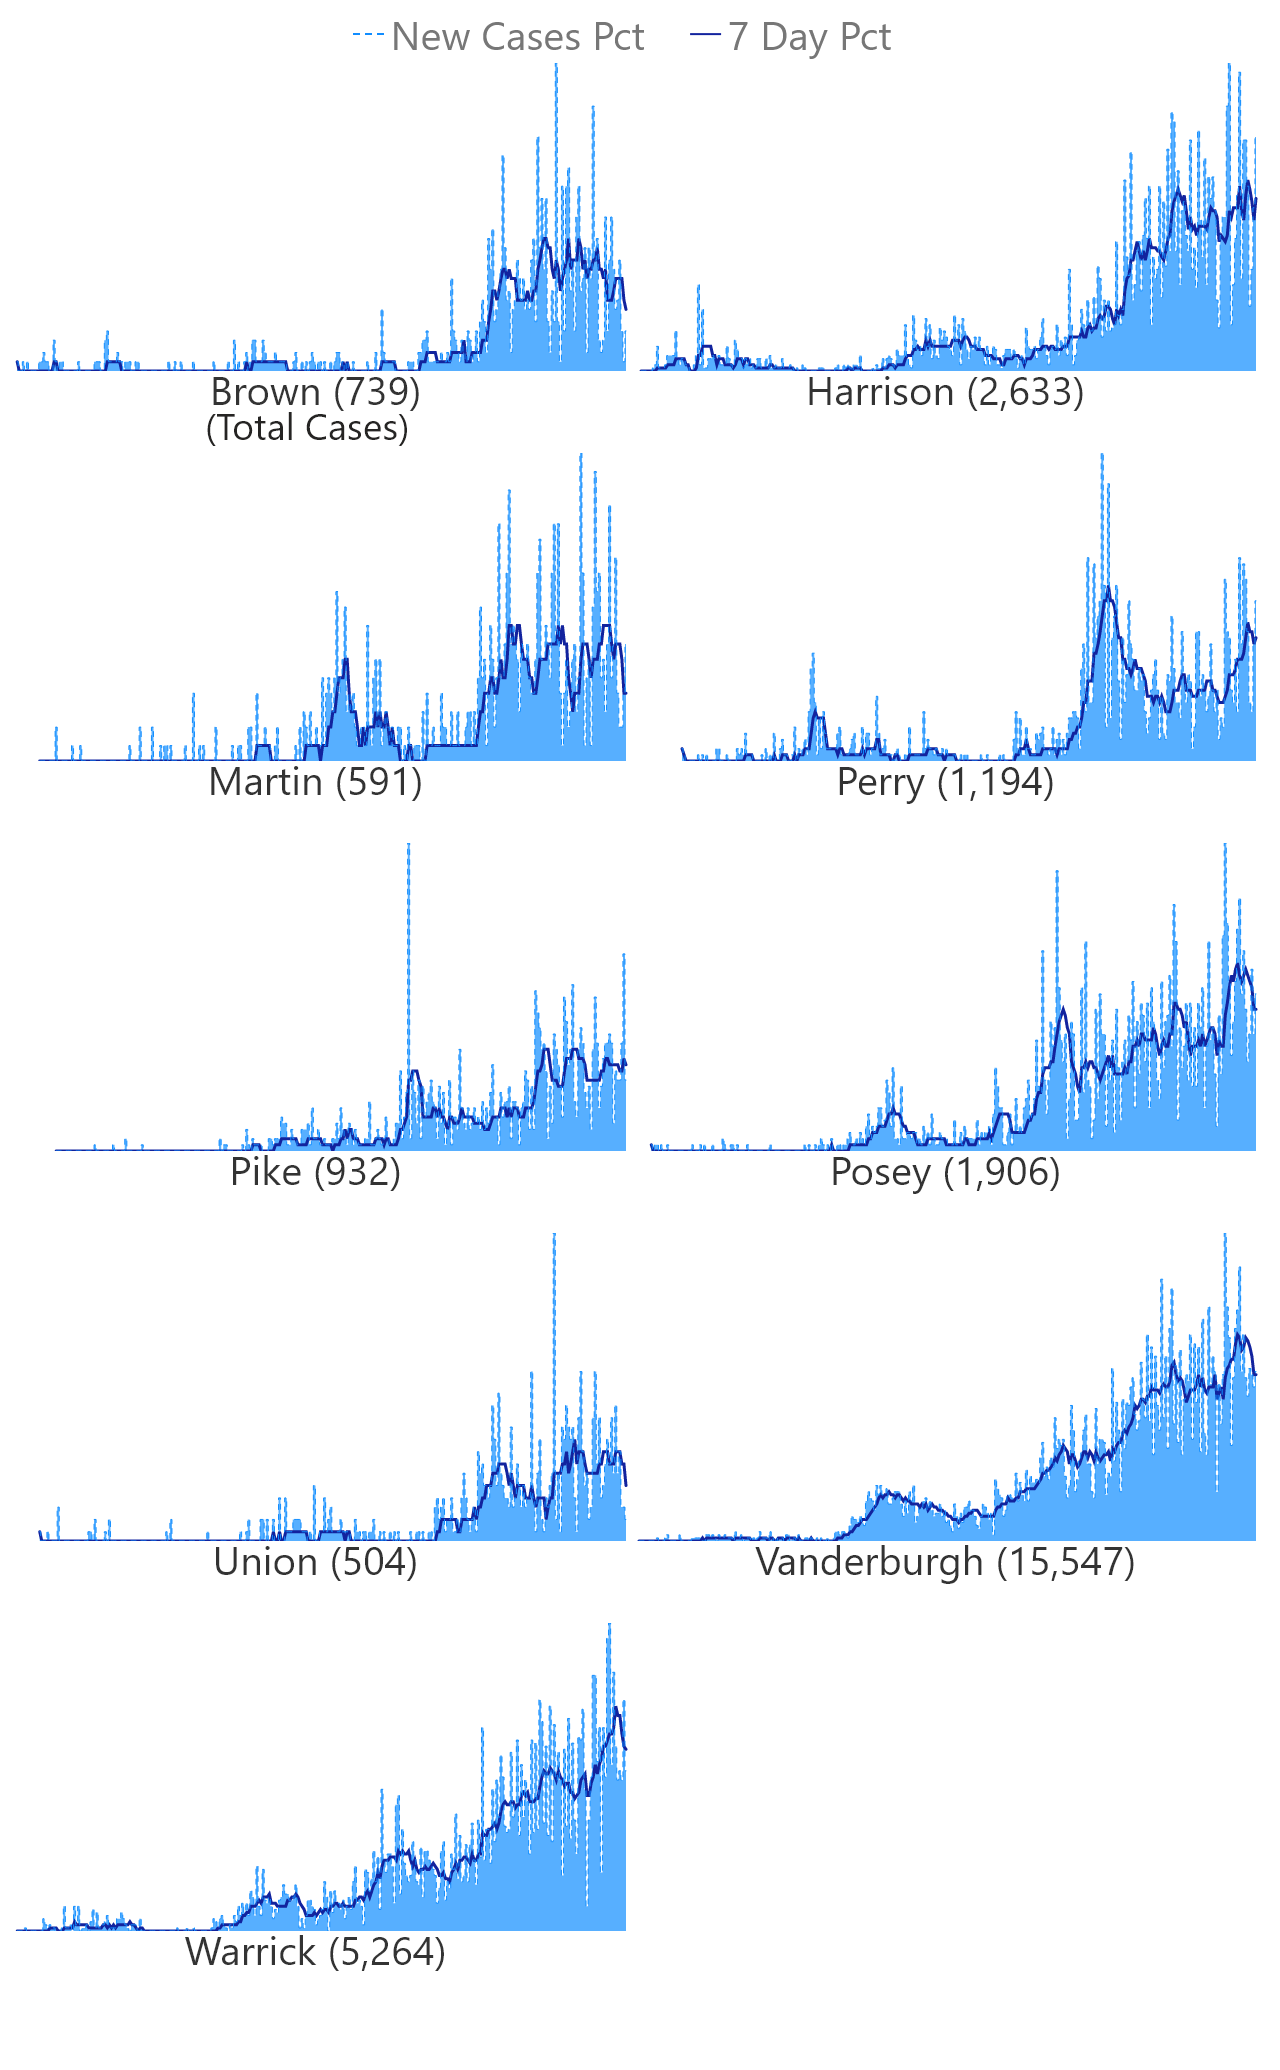 New Cases Pct 7 Day Pct
Brown (739) Harrison (2,633)
(Total Cases)
Martin (591) Perry (1,194)
Pike (932) Posey (1,906)
Union (504) Vanderburgh (15,547)
Warrick (5,264)